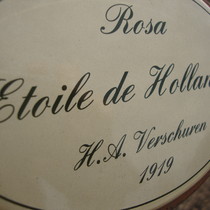 Rosa
Etoile de Hollan
H.A. Verschuren
1919